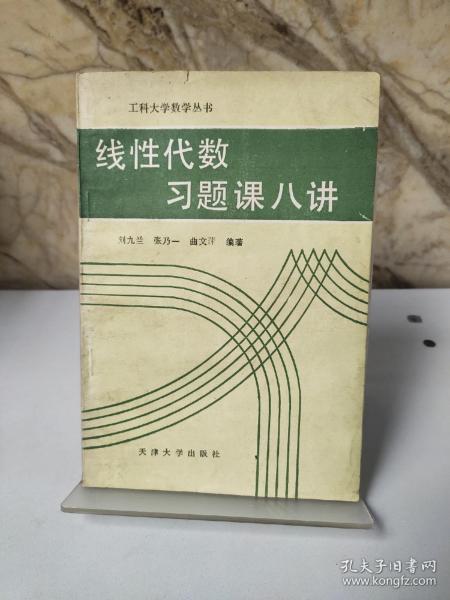 工科大学数学丛书
线性代数
习题课八讲
刘九兰 张乃一 曲文萍 编著
天津大学出版社
孔夫子旧书网
www.kongfz.com